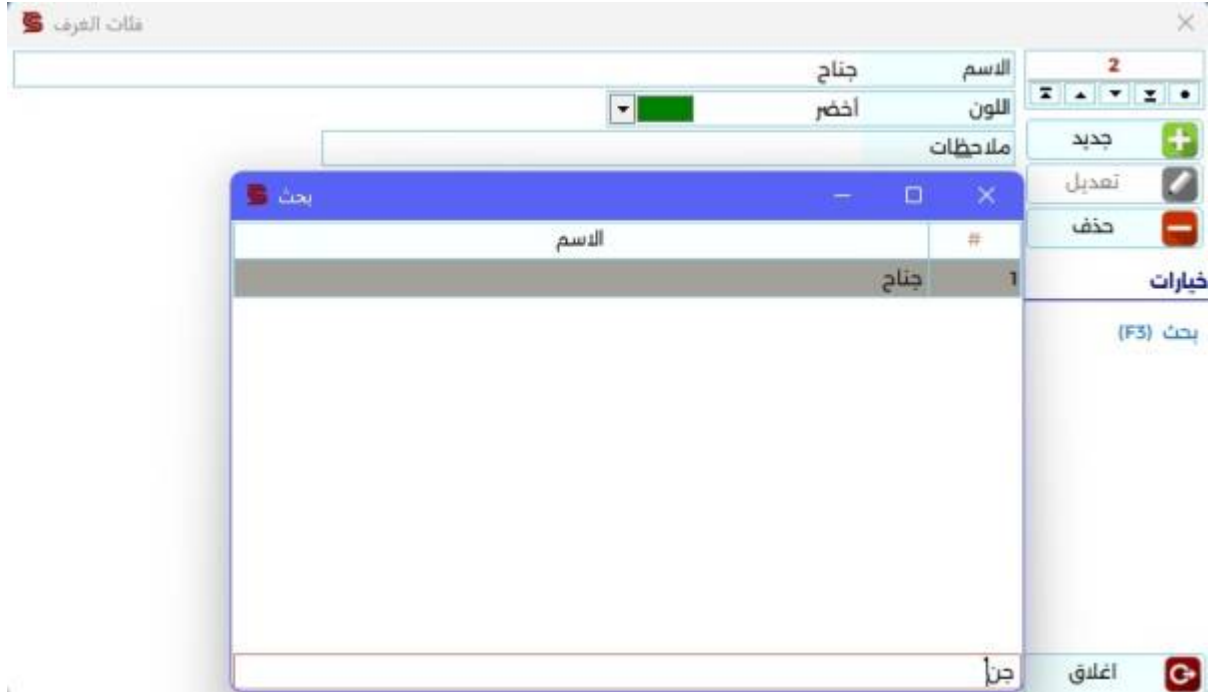 فئات الغرف
2
الاسم جناح
اللون أخضر
ملاحظات
جديد
تعديل
حذف
خيارات
بحث (F3)
بحث
# الاسم
1 جناح
جن
اغلاق